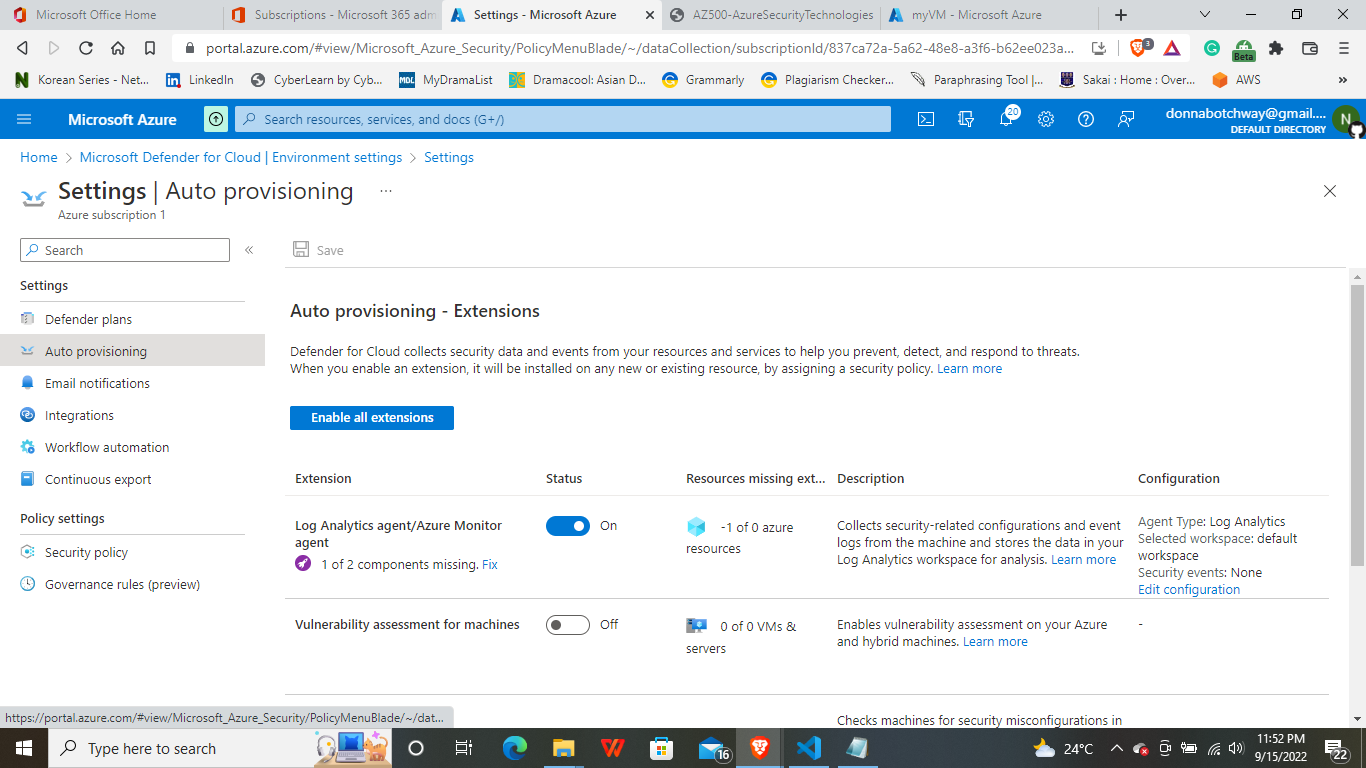 Microsoft Office Home
Subscriptions - Microsoft 365 adm
Settings - Microsoft Azure
AZ500-AzureSecurityTechnologies
myVM - Microsoft Azure
portal.azure.com/#view/Microsoft_Azure_Security/PolicyMenuBlade/~/dataCollection/subscriptionId/837ca72a-5a62-48e8-a3f6-b62ee023a...
3
Beta
Korean Series - Net...
LinkedIn
CyberLearn by Cyb...
MDL
MyDramaList
Dramacool: Asian D...
Grammarly
Plagiarism Checker...
Paraphrasing Tool |...
Sakai : Home : Over...
AWS
»
Microsoft Azure
Search resources, services, and docs (G+/)
20
donnabotchway@gmail....
DEFAULT DIRECTORY
N
Home > Microsoft Defender for Cloud | Environment settings > Settings
Settings | Auto provisioning ...
Azure subscription 1
Search
«
Save
Settings
Defender plans
Auto provisioning
Email notifications
Integrations
Workflow automation
Continuous export
Policy settings
Security policy
Governance rules (preview)
Auto provisioning - Extensions
Defender for Cloud collects security data and events from your resources and services to help you prevent, detect, and respond to threats.
When you enable an extension, it will be installed on any new or existing resource, by assigning a security policy. Learn more
Enable all extensions
Extension
Status
Resources missing ext...
Description
Configuration
Log Analytics agent/Azure Monitor
agent
1 of 2 components missing. Fix
On
-1 of 0 azure
resources
Collects security-related configurations and event
logs from the machine and stores the data in your
Log Analytics workspace for analysis. Learn more
Agent Type: Log Analytics
Selected workspace: default
workspace
Security events: None
Edit configuration
Vulnerability assessment for machines
Off
0 of 0 VMs &
servers
Enables vulnerability assessment on your Azure
and hybrid machines. Learn more
-
Checks machines for security misconfigurations in
https://portal.azure.com/#view/Microsoft_Azure_Security/PolicyMenuBlade/~/dat...
Type here to search
16
24°C
11:52 PM
9/15/2022
22